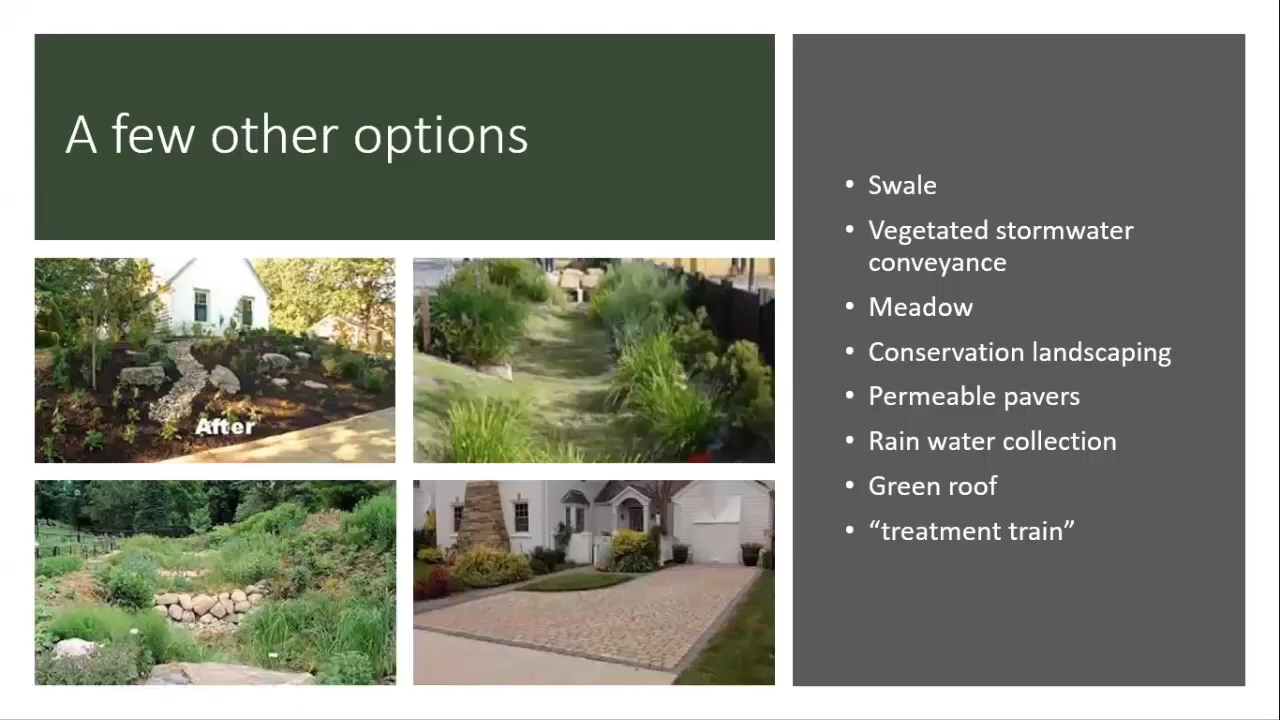 A few other options
After
• Swale
• Vegetated stormwater
conveyance
• Meadow
• Conservation landscaping
• Permeable pavers
• Rain water collection
• Green roof
• “treatment train”